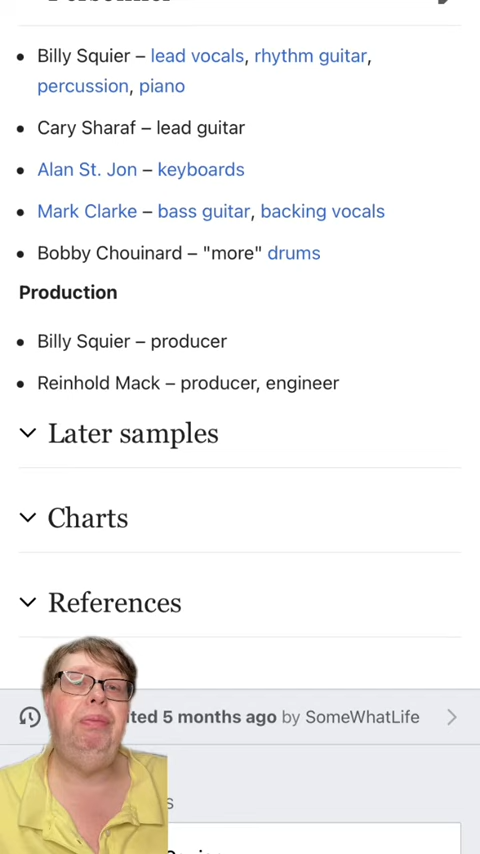 Billy Squier – lead vocals, rhythm guitar,
percussion, piano
Cary Sharaf – lead guitar
Alan St. Jon – keyboards
Mark Clarke – bass guitar, backing vocals
Bobby Chouinard – "more" drums
Production
Billy Squier – producer
Reinhold Mack – producer, engineer
Later samples
Charts
References
ited 5 months ago by SomeWhatLife
s